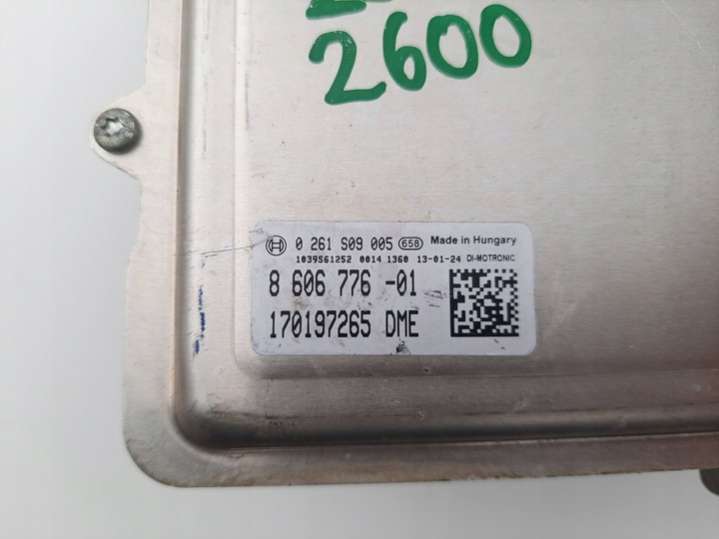 2600
0 261 S09 005 658 Made in Hungary
1039S61252 0014 1360 13-01-24 DI-MOTRONIC
8 606 776 -01
170197265 DME